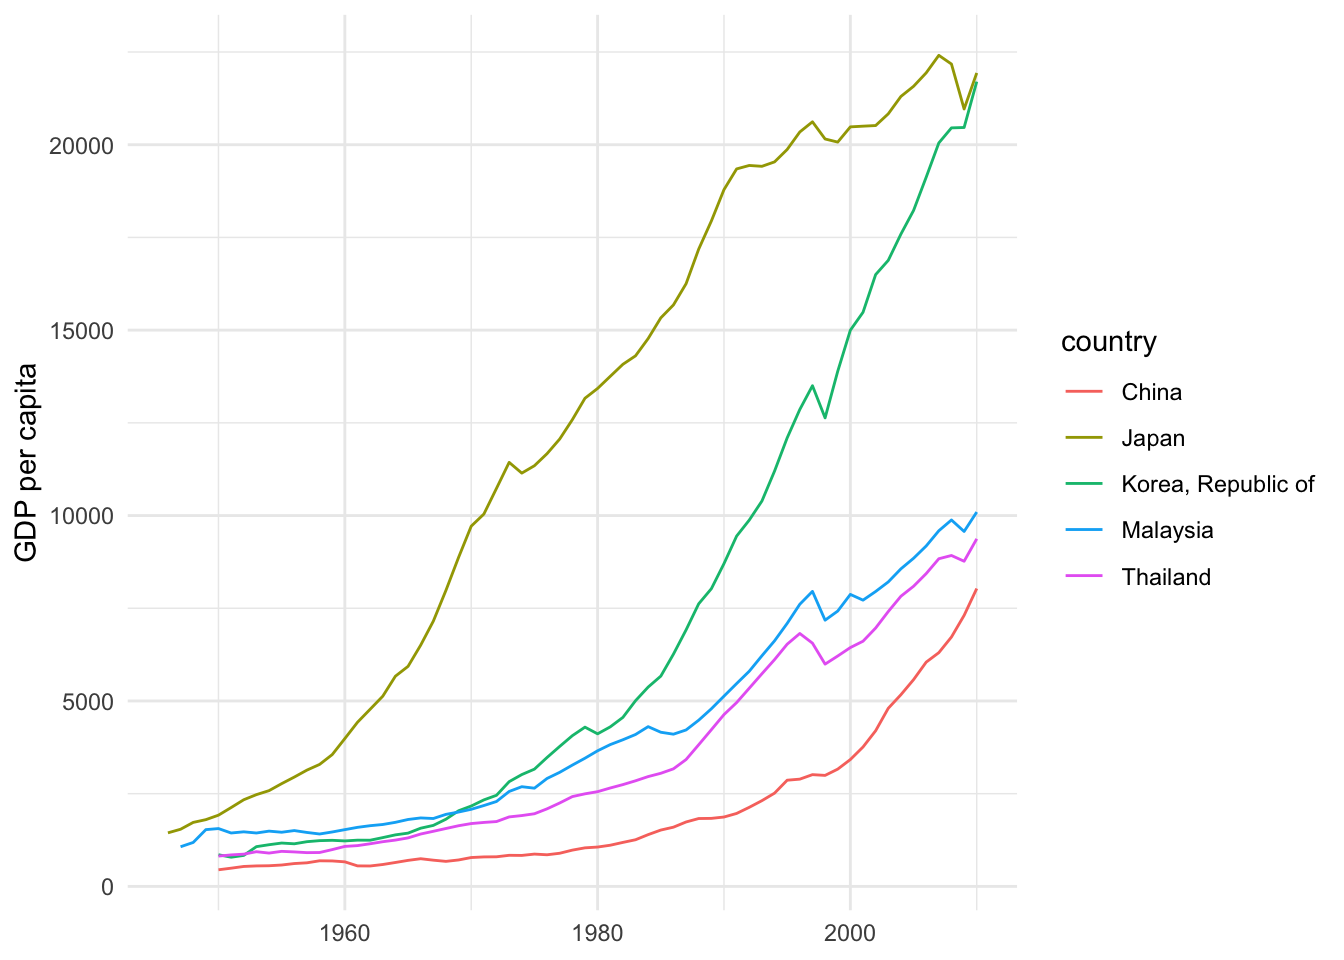 GDP per capita
20000
15000
10000
5000
0
1960 1980 2000
country
China
Japan
Korea, Republic of
Malaysia
Thailand